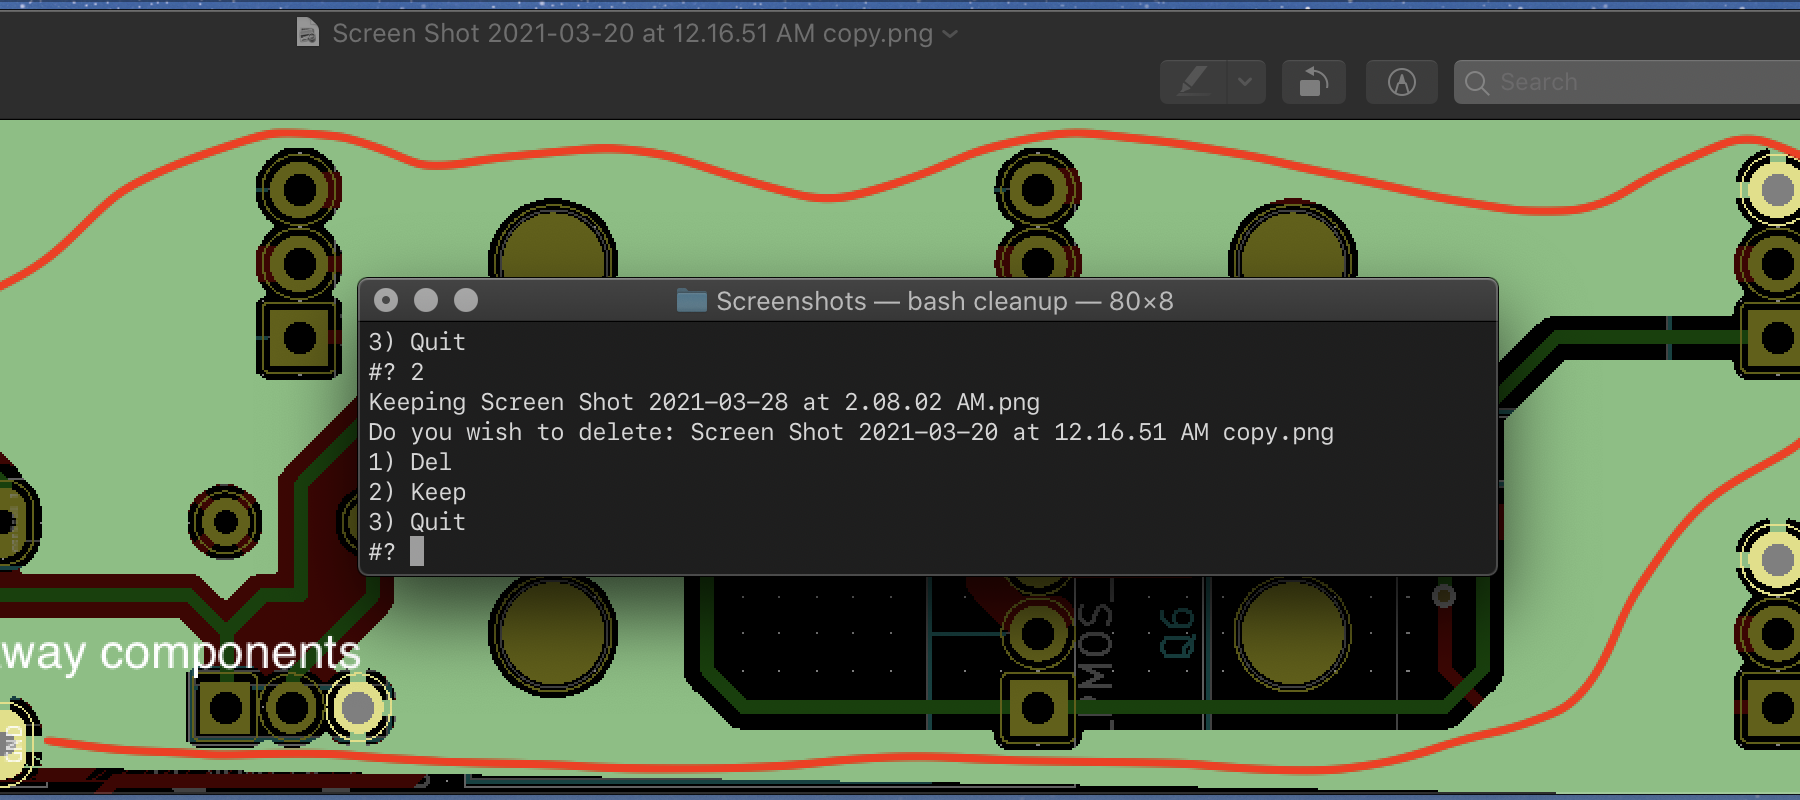 Screen Shot 2021-03-20 at 12.16.51 AM copy.png
Search
Screenshots — bash cleanup — 80×8
3) Quit
#? 2
Keeping Screen Shot 2021-03-28 at 2.08.02 AM.png
Do you wish to delete: Screen Shot 2021-03-20 at 12.16.51 AM copy.png
1) Del
2) Keep
3) Quit
#?
way components
PMOS_
Q6
GND